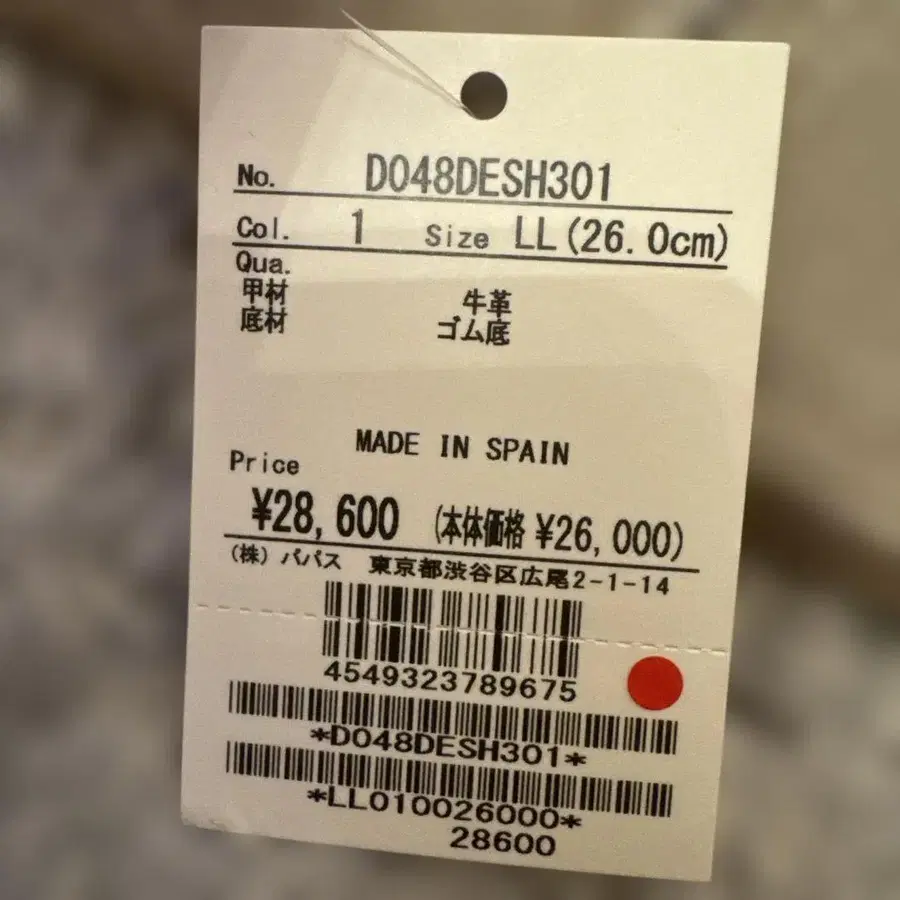 No. D048DESH301
Col. 1 Size LL(26.0cm)
Qua.
甲材 牛革
底材 ゴム底
MADE IN SPAIN
Price
¥28,600 (本体価格 ¥26,000)
(株) パパス 東京都渋谷区広尾2-1-14
4549323789675
*D048DESH301*
*LL010026000*
28600